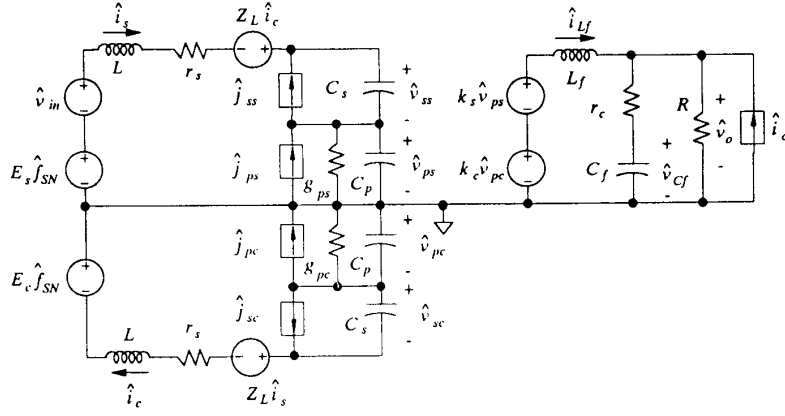 î_s
Z_L î_c
L
r_s
v̂_in
E_s f̂_SN
ĵ_ss
C_s
+
v̂_ss
-
ĵ_ps
g_ps
C_p
+
v̂_ps
-
E_c f̂_SN
ĵ_pc
g_pc
C_p
+
v̂_pc
-
ĵ_sc
C_s
+
v̂_sc
-
L
r_s
î_c
Z_L î_s
î_Lf
L_f
k_s v̂_ps
k_c v̂_pc
r_c
C_f
+
v̂_Cf
-
R
+
v̂_o
-
î_o